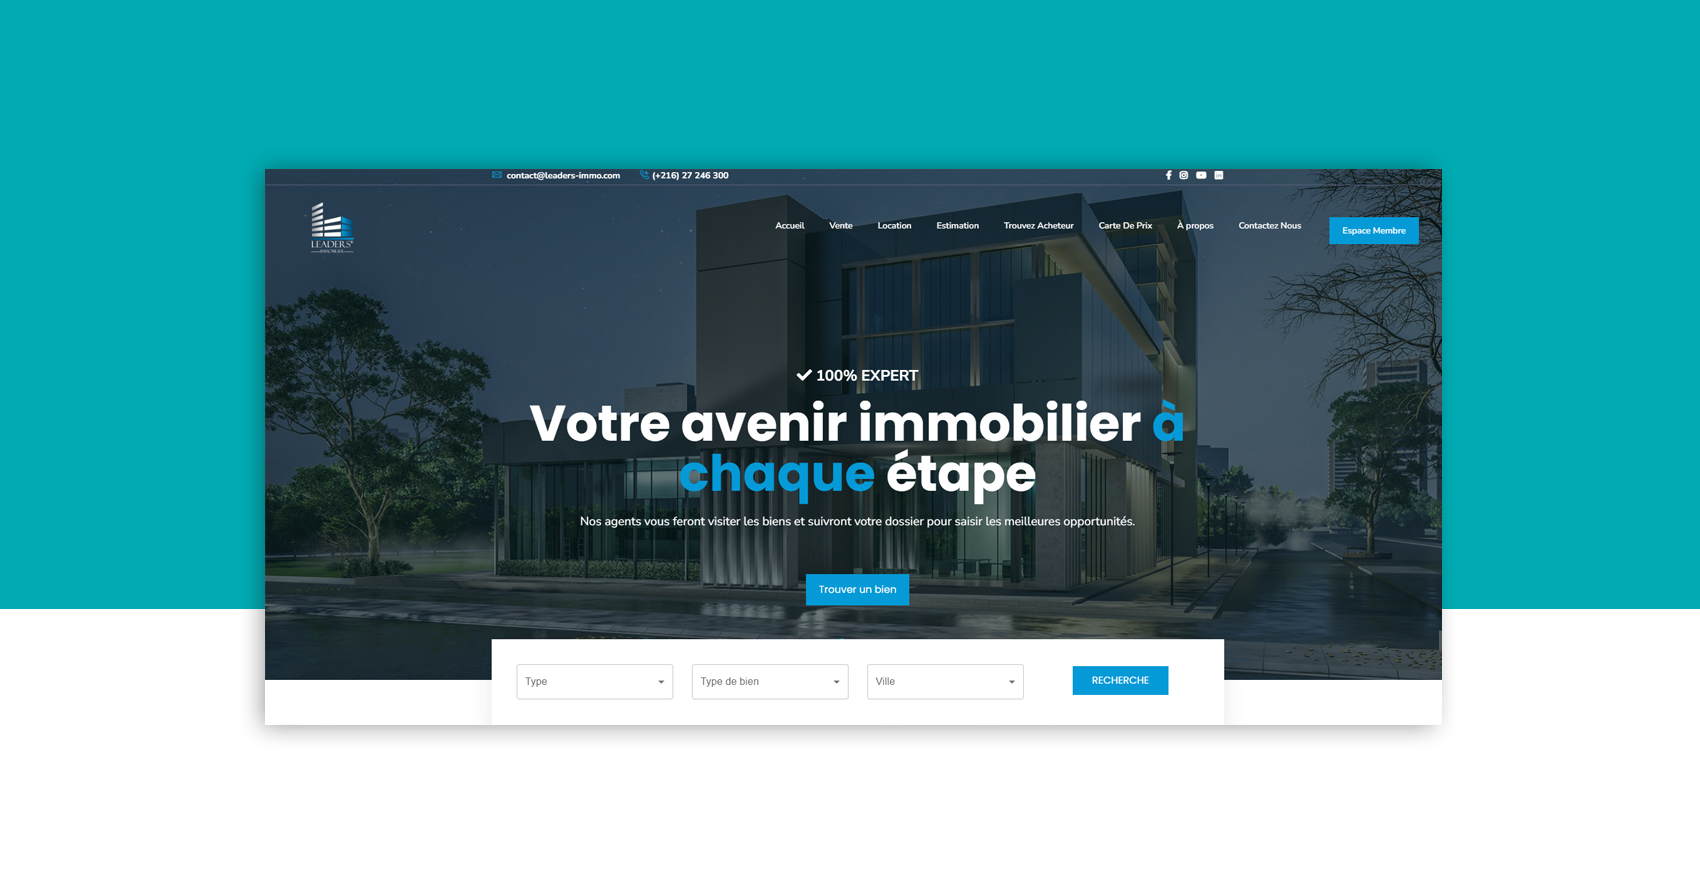 contact@leaders-immo.com
(+216) 27 246 300
LEADERS
IMMOBILIER
Accueil
Vente
Location
Estimation
Trouvez Acheteur
Carte De Prix
À propos
Contactez Nous
Espace Membre
100% EXPERT
Votre avenir immobilier à
chaque étape
Nos agents vous feront visiter les biens et suivront votre dossier pour saisir les meilleures opportunités.
Trouver un bien
Type
Type de bien
Ville
RECHERCHE